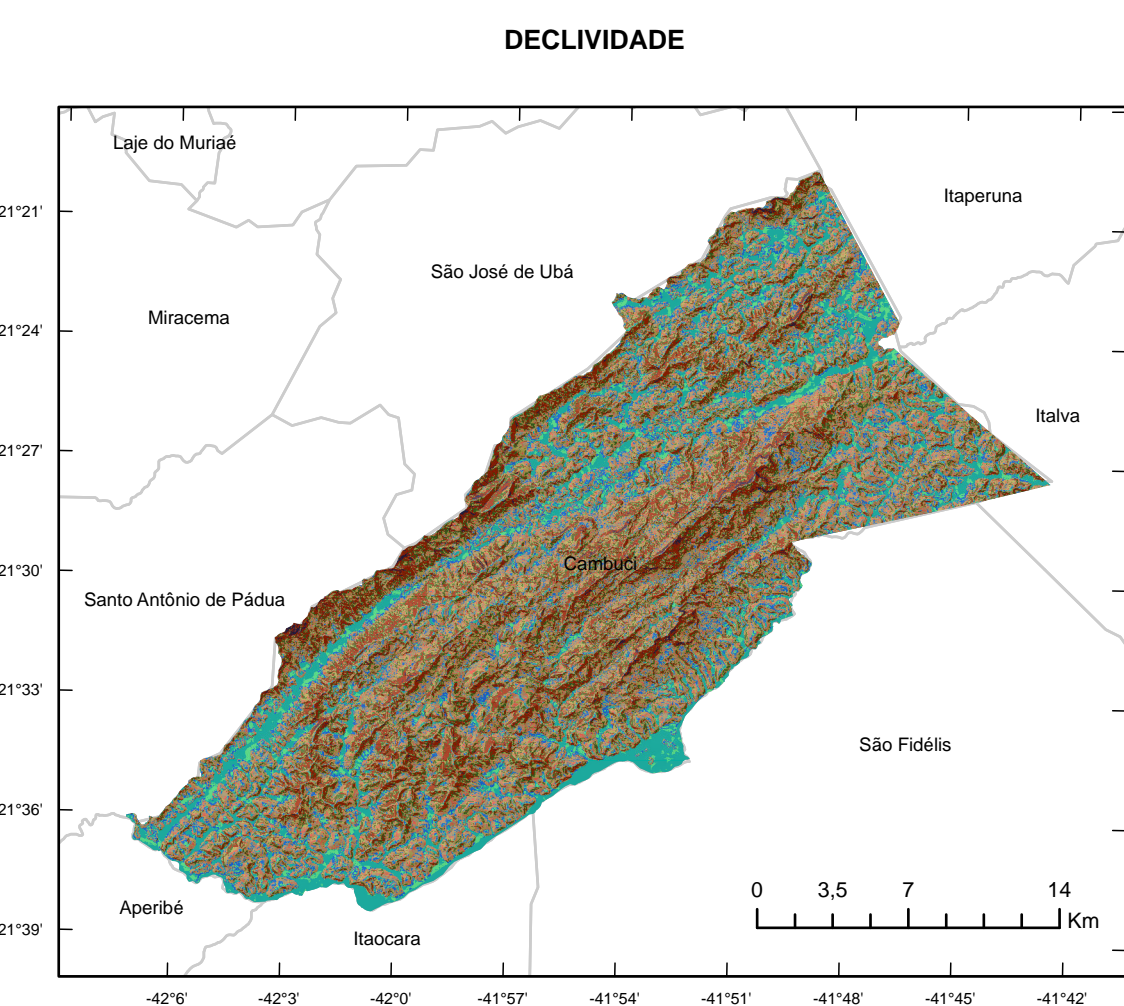 DECLIVIDADE
Laje do Muriaé
Itaperuna
21°21'
São José de Ubá
Miracema
21°24'
Italva
21°27'
Cambuci
21°30'
Santo Antônio de Pádua
21°33'
São Fidélis
21°36'
0 3,5 7 14
Km
Aperibé
21°39'
Itaocara
-42°6' -42°3' -42°0' -41°57' -41°54' -41°51' -41°48' -41°45' -41°42'